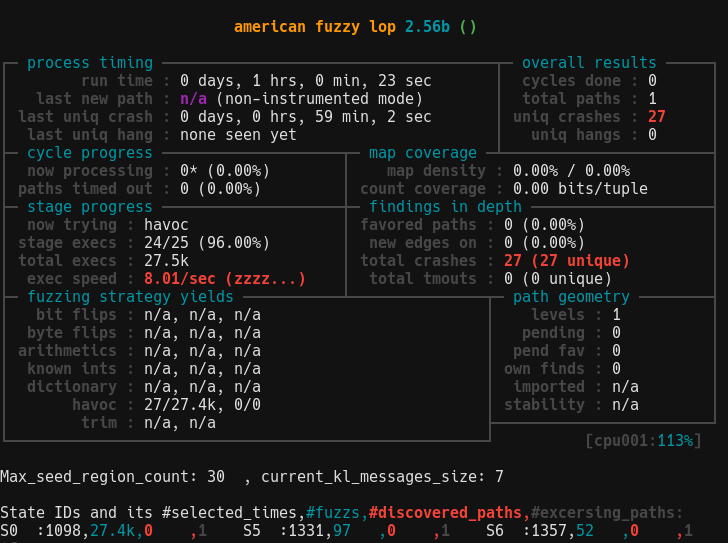 american fuzzy lop 2.56b ()
process timing overall results
run time : 0 days, 1 hrs, 0 min, 23 sec cycles done : 0
last new path : n/a (non-instrumented mode) total paths : 1
last uniq crash : 0 days, 0 hrs, 59 min, 2 sec uniq crashes : 27
last uniq hang : none seen yet uniq hangs : 0
cycle progress map coverage
now processing : 0* (0.00%) map density : 0.00% / 0.00%
paths timed out : 0 (0.00%) count coverage : 0.00 bits/tuple
stage progress findings in depth
now trying : havoc favored paths : 0 (0.00%)
stage execs : 24/25 (96.00%) new edges on : 0 (0.00%)
total execs : 27.5k total crashes : 27 (27 unique)
exec speed : 8.01/sec (zzzz...) total tmouts : 0 (0 unique)
fuzzing strategy yields path geometry
bit flips : n/a, n/a, n/a levels : 1
byte flips : n/a, n/a, n/a pending : 0
arithmetics : n/a, n/a, n/a pend fav : 0
known ints : n/a, n/a, n/a own finds : 0
dictionary : n/a, n/a, n/a imported : n/a
havoc : 27/27.4k, 0/0 stability : n/a
trim : n/a, n/a
[cpu001:113%]
Max_seed_region_count: 30 , current_kl_messages_size: 7
State IDs and its #selected_times,#fuzzs,#discovered_paths,#excersing_paths:
S0 :1098,27.4k,0 ,1 S5 :1331,97 ,0 ,1 S6 :1357,52 ,0 ,1